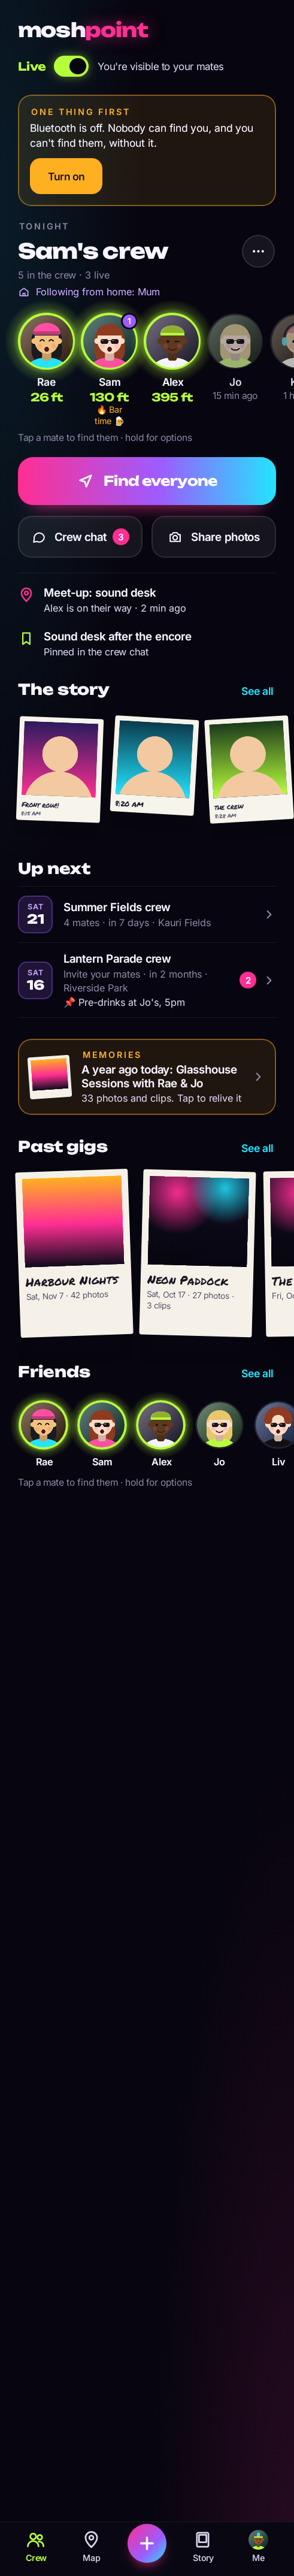 moshpoint
Live You're visible to your mates
ONE THING FIRST
Bluetooth is off. Nobody can find you, and you
can't find them, without it.
Turn on
TONIGHT
Sam's crew
5 in the crew · 3 live
Following from home: Mum
1
Rae Sam Alex Jo
26 ft 130 ft 395 ft 15 min ago 1 h
🔥 Bar
time 🍺
Tap a mate to find them · hold for options
Find everyone
Crew chat 3 Share photos
Meet-up: sound desk
Alex is on their way · 2 min ago
Sound desk after the encore
Pinned in the crew chat
The story See all
Front row!!
8:15 AM
8:20 AM
The crew
8:28 AM
Up next
SAT
21
Summer Fields crew
4 mates · in 7 days · Kauri Fields
SAT
16
Lantern Parade crew
Invite your mates · in 2 months ·
Riverside Park
📌 Pre-drinks at Jo's, 5pm
2
MEMORIES
A year ago today: Glasshouse
Sessions with Rae & Jo
33 photos and clips. Tap to relive it
Past gigs See all
Harbour Nights
Sat, Nov 7 · 42 photos
Neon Paddock
Sat, Oct 17 · 27 photos ·
3 clips
The
Fri, O
Friends See all
Rae Sam Alex Jo Liv
Tap a mate to find them · hold for options
Crew Map Story Me